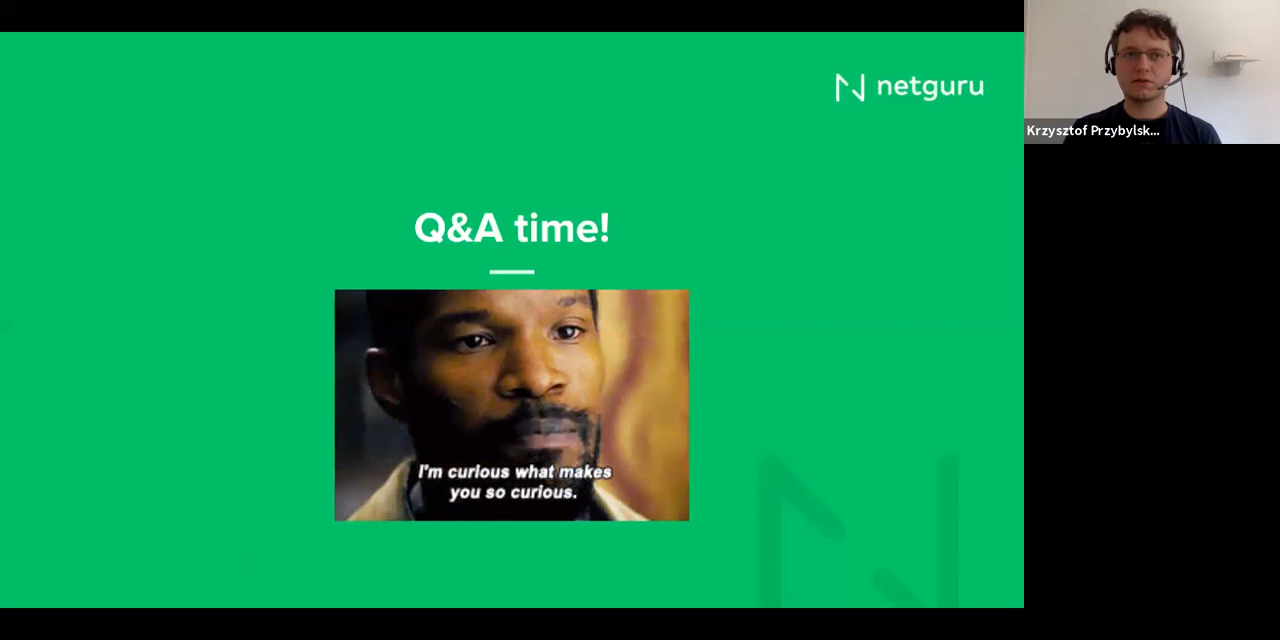 netguru
Krzysztof Przybylsk...
Q&A time!
I'm curious what makes
you so curious.